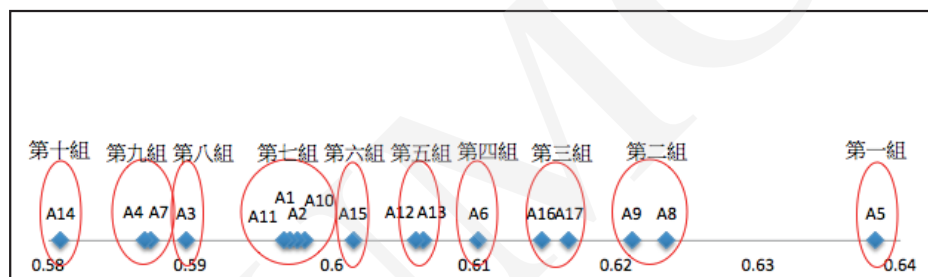 第十組 第九組 第八組 第七組 第六組 第五組 第四組 第三組 第二組 第一組
A1 A10
A14 A4 A7 A3 A11 A2 A15 A12 A13 A6 A16 A17 A9 A8 A5
0.58 0.59 0.6 0.61 0.62 0.63 0.64